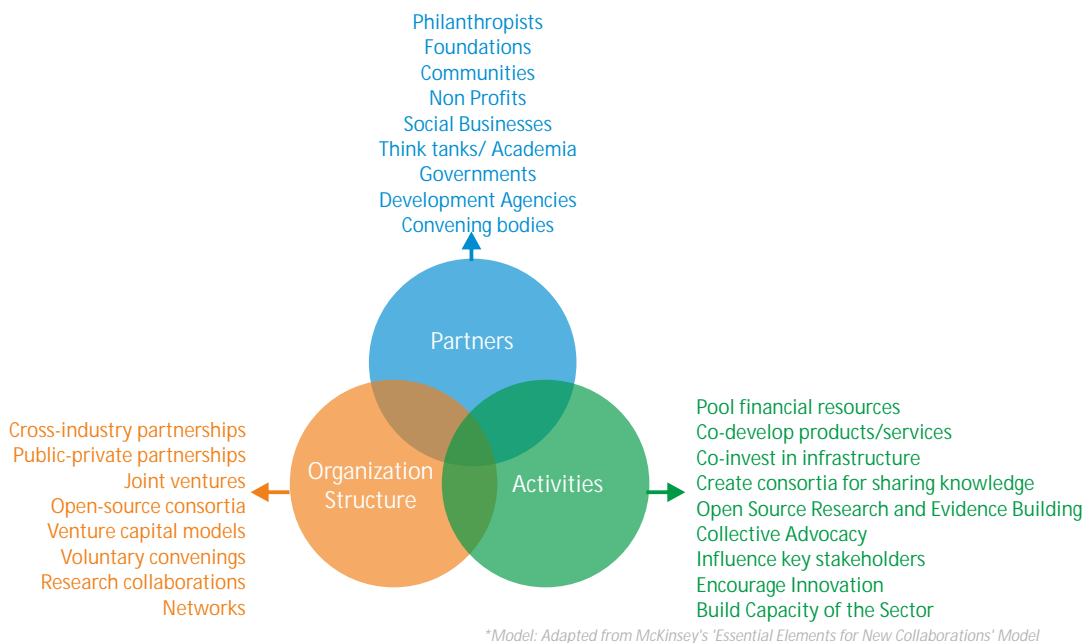 Philanthropists
Foundations
Communities
Non Profits
Social Businesses
Think tanks/ Academia
Governments
Development Agencies
Convening bodies
Partners
Organization
Structure
Activities
Cross-industry partnerships
Public-private partnerships
Joint ventures
Open-source consortia
Venture capital models
Voluntary convenings
Research collaborations
Networks
Pool financial resources
Co-develop products/services
Co-invest in infrastructure
Create consortia for sharing knowledge
Open Source Research and Evidence Building
Collective Advocacy
Influence key stakeholders
Encourage Innovation
Build Capacity of the Sector
*Model: Adapted from McKinsey's 'Essential Elements for New Collaborations' Model